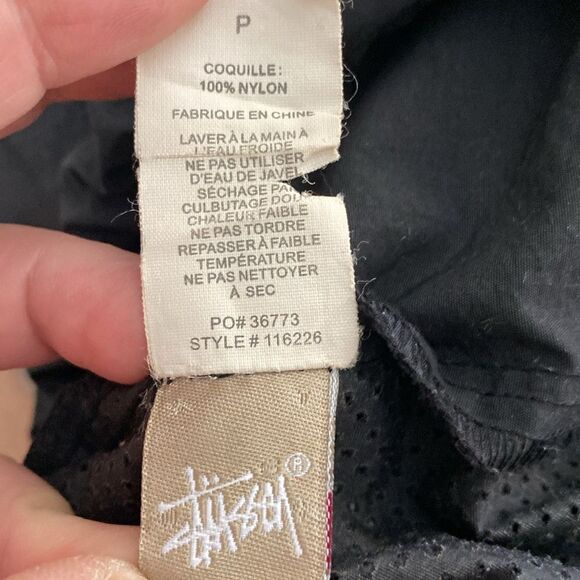 P
COQUILLE:
100% NYLON
FABRIQUE EN CHINE
LAVER À LA MAIN À
L'EAU FROIDE
NE PAS UTILISER
D'EAU DE JAVEL
SÉCHAGE PAR
CULBUTAGE DOUX
CHALEUR FAIBLE
NE PAS TORDRE
REPASSER À FAIBLE
TEMPÉRATURE
NE PAS NETTOYER
À SEC
PO# 36773
STYLE # 116226
®
Stüssy